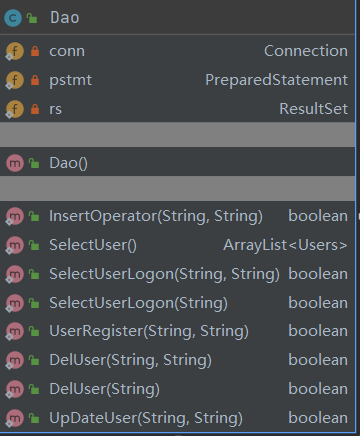 Dao
conn Connection
pstmt PreparedStatement
rs ResultSet
Dao()
InsertOperator(String, String) boolean
SelectUser() ArrayList<Users>
SelectUserLogon(String, String) boolean
SelectUserLogon(String) boolean
UserRegister(String, String) boolean
DelUser(String, String) boolean
DelUser(String) boolean
UpDateUser(String, String) boolean